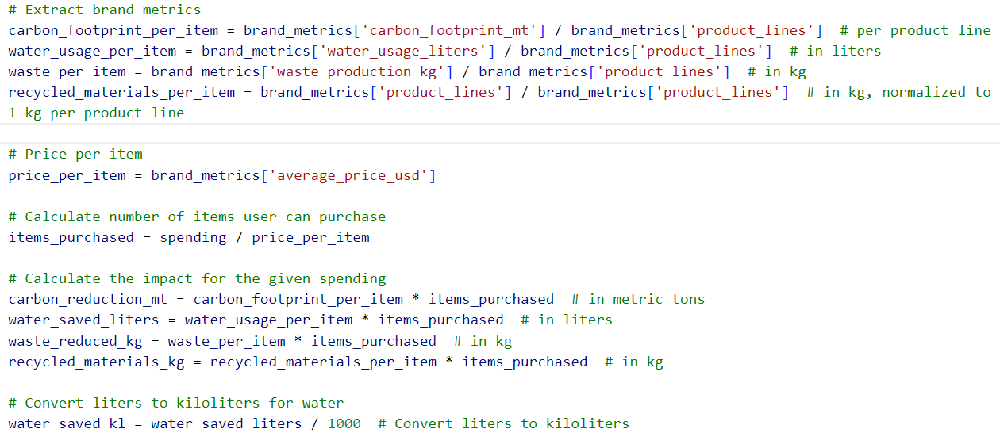 # Extract brand metrics
carbon_footprint_per_item = brand_metrics['carbon_footprint_mt'] / brand_metrics['product_lines']  # per product line
water_usage_per_item = brand_metrics['water_usage_liters'] / brand_metrics['product_lines']  # in liters
waste_per_item = brand_metrics['waste_production_kg'] / brand_metrics['product_lines']  # in kg
recycled_materials_per_item = brand_metrics['product_lines'] / brand_metrics['product_lines']  # in kg, normalized to
1 kg per product line
# Price per item
price_per_item = brand_metrics['average_price_usd']
# Calculate number of items user can purchase
items_purchased = spending / price_per_item
# Calculate the impact for the given spending
carbon_reduction_mt = carbon_footprint_per_item * items_purchased  # in metric tons
water_saved_liters = water_usage_per_item * items_purchased  # in liters
waste_reduced_kg = waste_per_item * items_purchased  # in kg
recycled_materials_kg = recycled_materials_per_item * items_purchased  # in kg
# Convert liters to kiloliters for water
water_saved_kl = water_saved_liters / 1000  # Convert liters to kiloliters